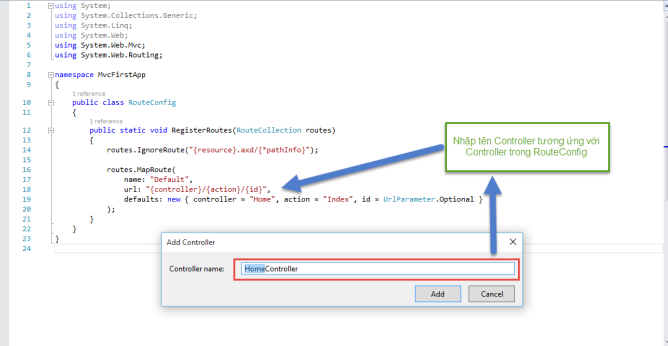 1 using System;
2 using System.Collections.Generic;
3 using System.Linq;
4 using System.Web;
5 using System.Web.Mvc;
6 using System.Web.Routing;
7
8 namespace MvcFirstApp
9 {
1 reference
10 public class RouteConfig
11 {
1 reference
12 public static void RegisterRoutes(RouteCollection routes)
13 {
14 routes.IgnoreRoute("{resource}.axd/{*pathInfo}");
15
16 routes.MapRoute(
17 name: "Default",
18 url: "{controller}/{action}/{id}",
19 defaults: new { controller = "Home", action = "Index", id = UrlParameter.Optional }
20 );
21 }
22 }
23 }
24
Nhập tên Controller tương ứng với
Controller trong RouteConfig
Add Controller
Controller name:
HomeController
Add
Cancel